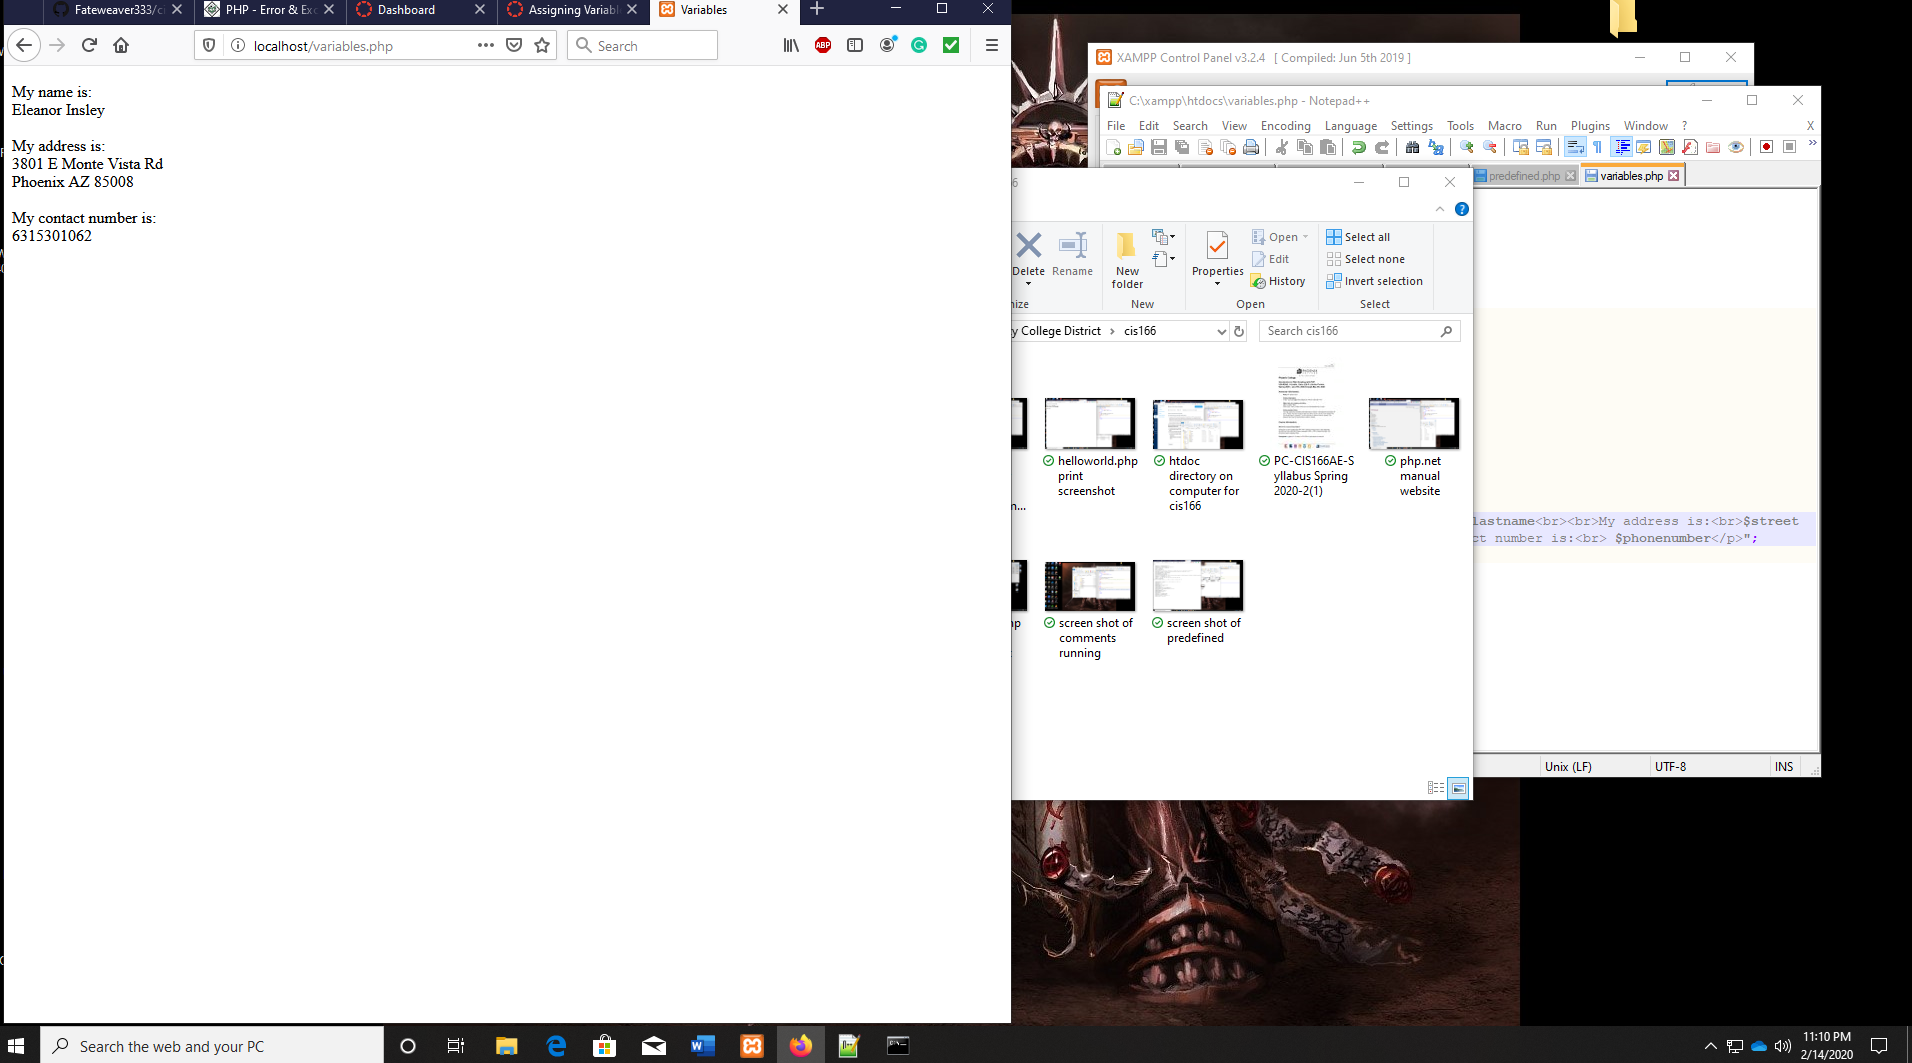 Fateweaver333/ci
PHP - Error & Exc
Dashboard
Assigning Variabl
Variables
localhost/variables.php
Search
ABP
My name is:
Eleanor Insley
My address is:
3801 E Monte Vista Rd
Phoenix AZ 85008
My contact number is:
6315301062
XAMPP Control Panel v3.2.4 [ Compiled: Jun 5th 2019 ]
C:\xampp\htdocs\variables.php - Notepad++
File Edit Search View Encoding Language Settings Tools Macro Run Plugins Window ? X
predefined.php
variables.php
6
Delete
Rename
New folder
Properties
Open
Edit
History
Select all
Select none
Invert selection
nize
New
Open
Select
y College District > cis166
Search cis166
helloworld.php print screenshot
htdoc directory on computer for cis166
PC-CIS166AE-Syllabus Spring 2020-2(1)
php.net manual website
n...
np
screen shot of comments running
screen shot of predefined
lastname<br><br>My address is:<br>$street
ct number is:<br> $phonenumber</p>";
Unix (LF)
UTF-8
INS
Search the web and your PC
11:10 PM
2/14/2020